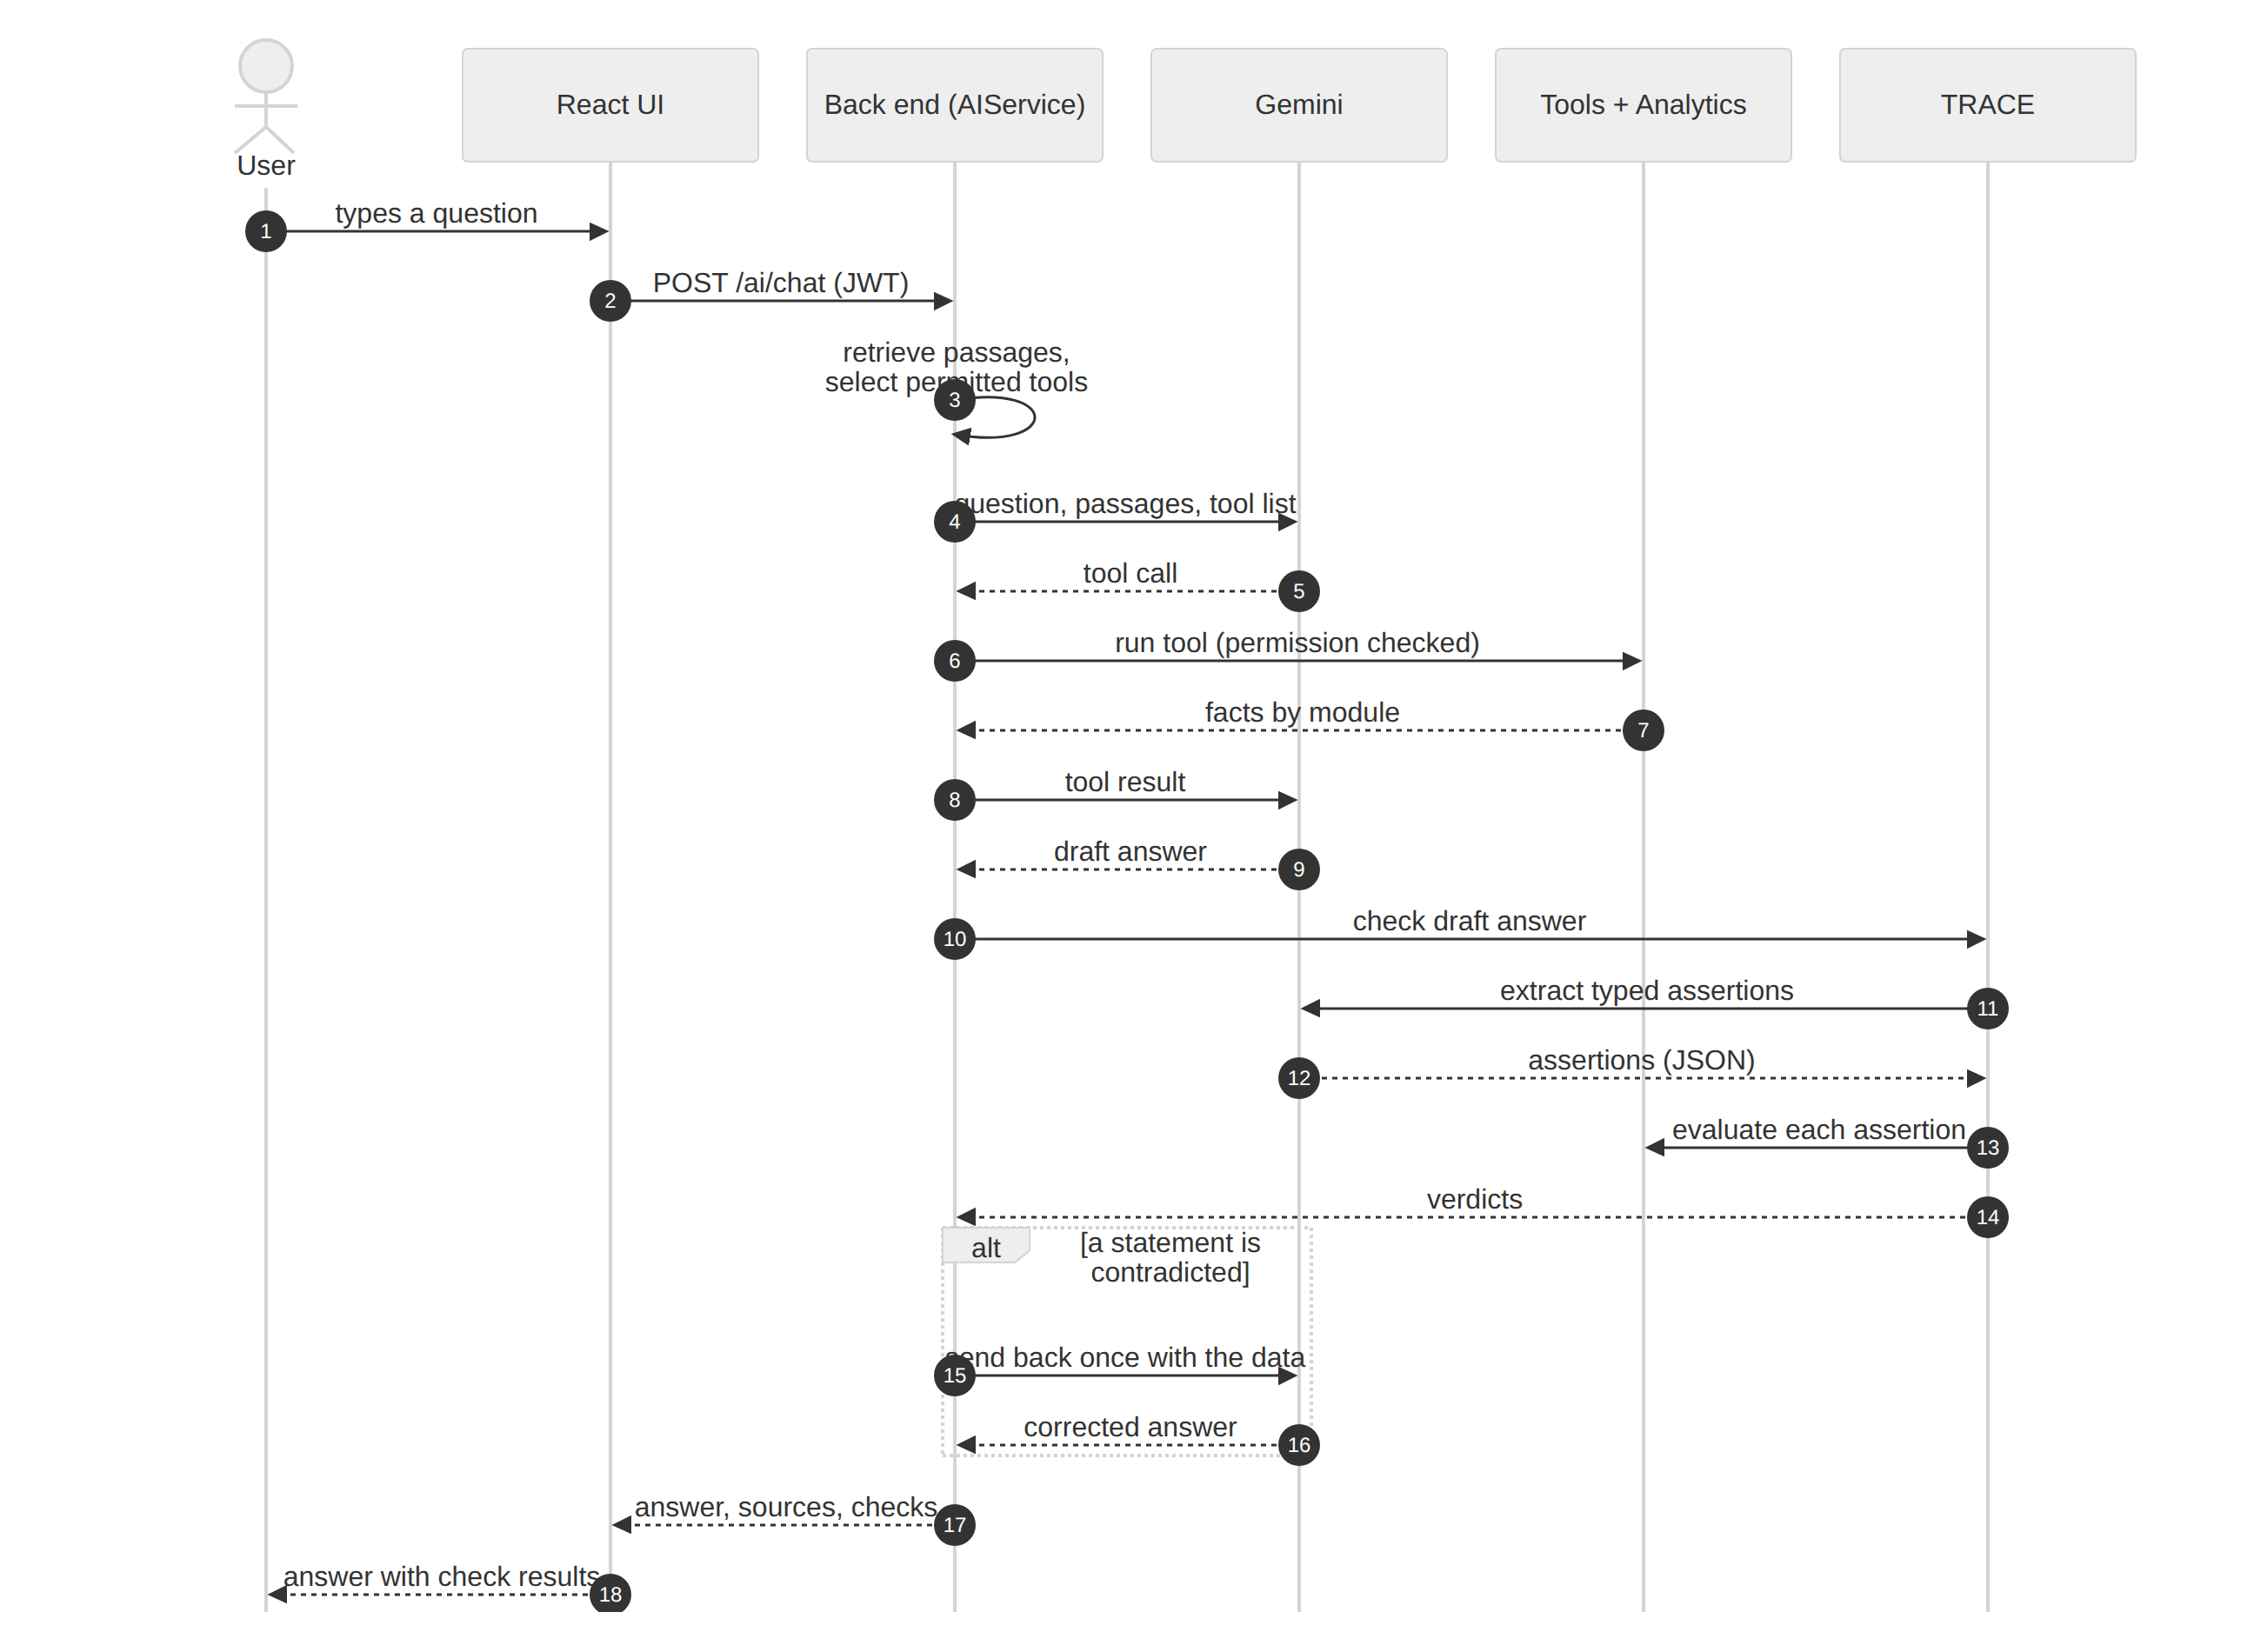 User
React UI
Back end (AIService)
Gemini
Tools + Analytics
TRACE
1
types a question
2
POST /ai/chat (JWT)
retrieve passages,
select permitted tools
3
4
question, passages, tool list
tool call
5
6
run tool (permission checked)
facts by module
7
8
tool result
draft answer
9
10
check draft answer
extract typed assertions
11
12
assertions (JSON)
evaluate each assertion
13
verdicts
14
alt
[a statement is
contradicted]
15
send back once with the data
corrected answer
16
answer, sources, checks
17
answer with check results
18